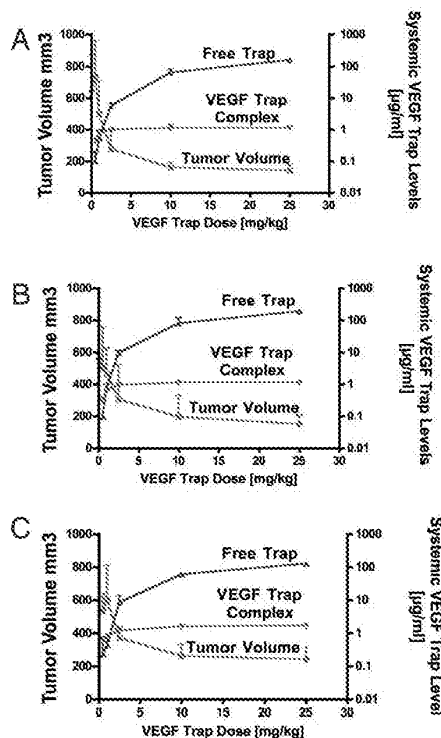 A
Tumor Volume mm3
1000
800
600
400
200
0
Free Trap
VEGF Trap
Complex
Tumor Volume
1000
100
10
1
0.1
0.01
Systemic VEGF Trap Levels
[µg/ml]
0 5 10 15 20 25 30
VEGF Trap Dose [mg/kg]
B
Tumor Volume mm3
1000
800
600
400
200
0
Free Trap
VEGF Trap
Complex
Tumor Volume
1000
100
10
1
0.1
0.01
Systemic VEGF Trap Levels
[µg/ml]
0 5 10 15 20 25 30
VEGF Trap Dose [mg/kg]
C
Tumor Volume mm3
1000
800
600
400
200
0
Free Trap
VEGF Trap
Complex
Tumor Volume
1000
100
10
1
0.1
0.01
Systemic VEGF Trap Level
[µg/ml]
0 5 10 15 20 25 30
VEGF Trap Dose [mg/kg]